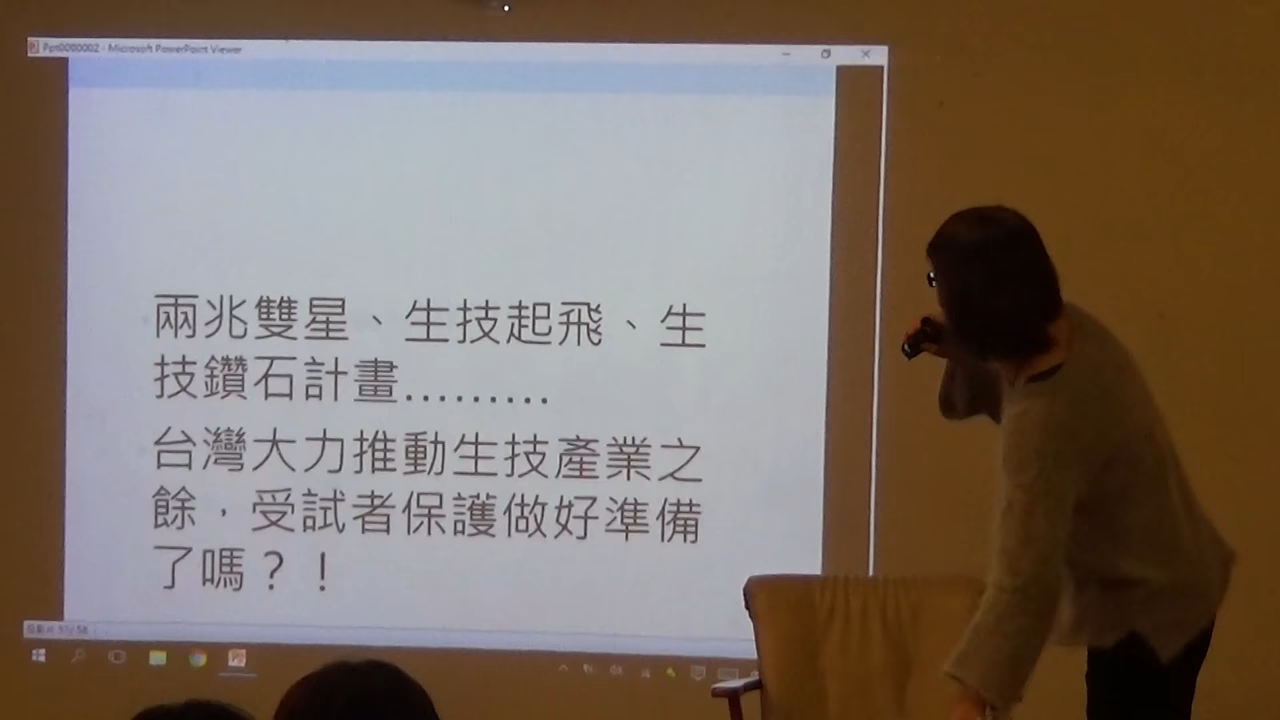 Ppt0000002 - Microsoft PowerPoint Viewer
兩兆雙星、生技起飛、生
技鑽石計畫.........
台灣大力推動生技產業之
餘，受試者保護做好準備
了嗎？！